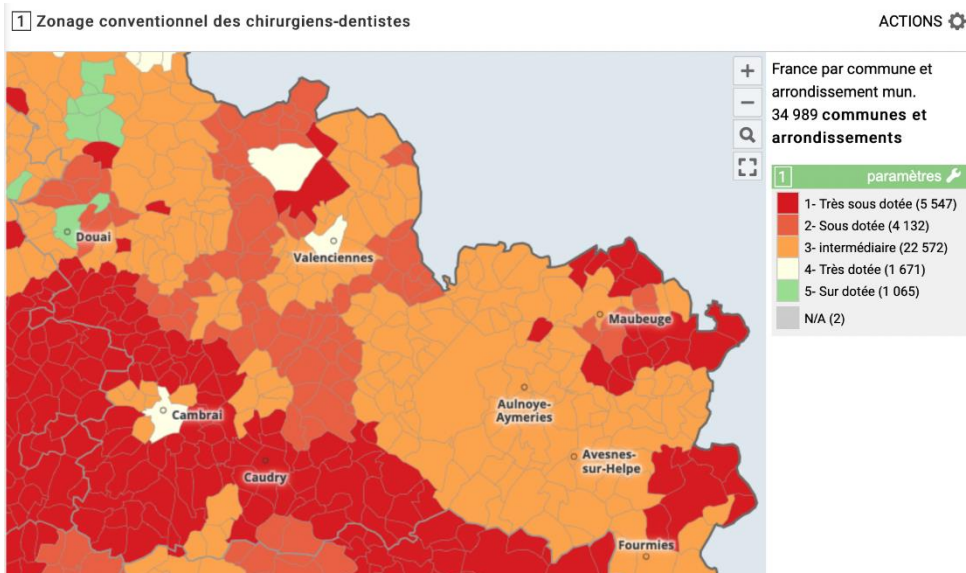 1 Zonage conventionnel des chirurgiens-dentistes
ACTIONS
Douai
Valenciennes
Maubeuge
Cambrai
Aulnoye-
Aymeries
Avesnes-
sur-Helpe
Caudry
Fourmies
+
−
France par commune et
arrondissement mun.
34 989 communes et
arrondissements
1 paramètres
1- Très sous dotée (5 547)
2- Sous dotée (4 132)
3- intermédiaire (22 572)
4- Très dotée (1 671)
5- Sur dotée (1 065)
N/A (2)